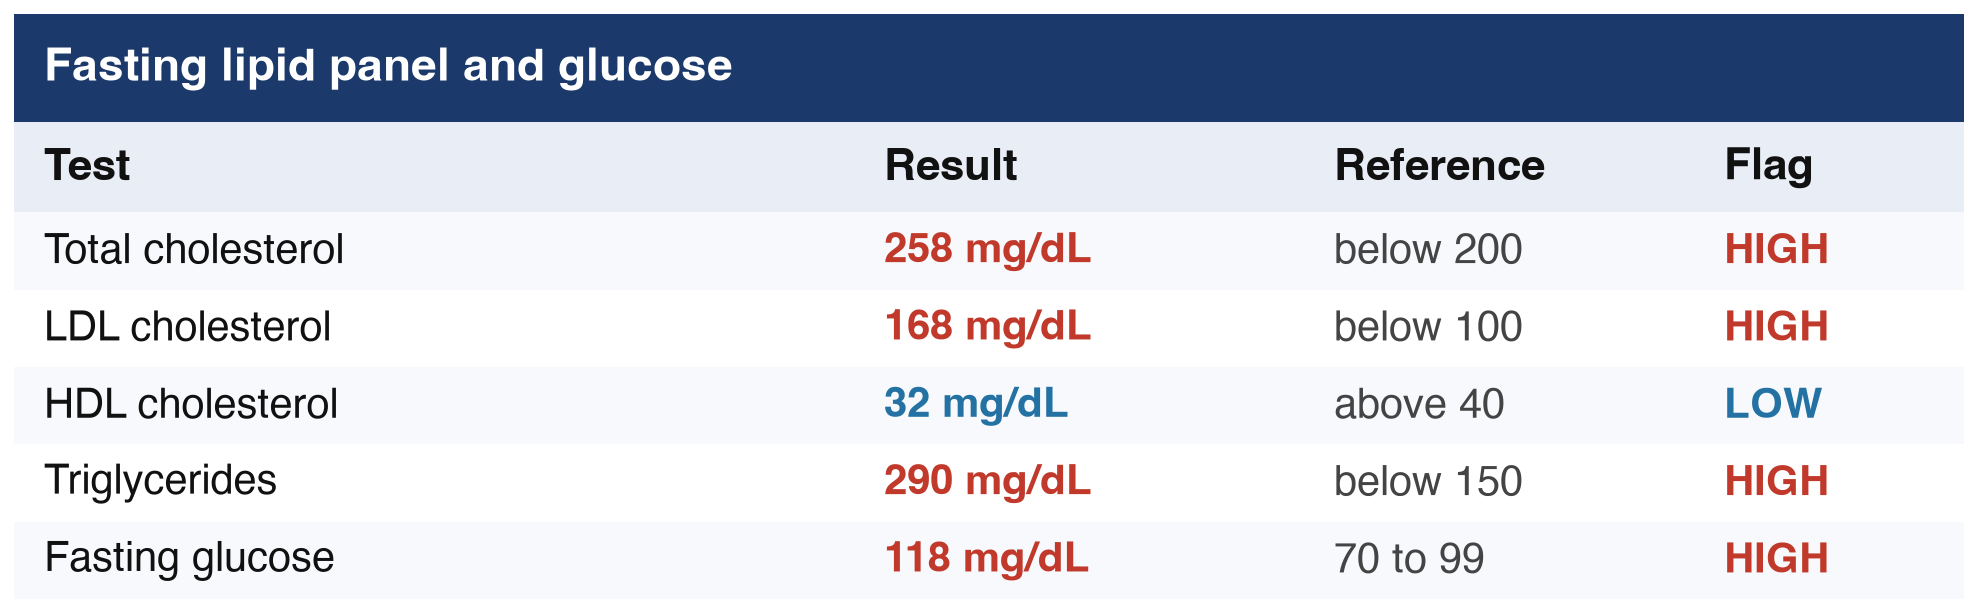 Fasting lipid panel and glucose
Test Result Reference Flag
Total cholesterol 258 mg/dL below 200 HIGH
LDL cholesterol 168 mg/dL below 100 HIGH
HDL cholesterol 32 mg/dL above 40 LOW
Triglycerides 290 mg/dL below 150 HIGH
Fasting glucose 118 mg/dL 70 to 99 HIGH